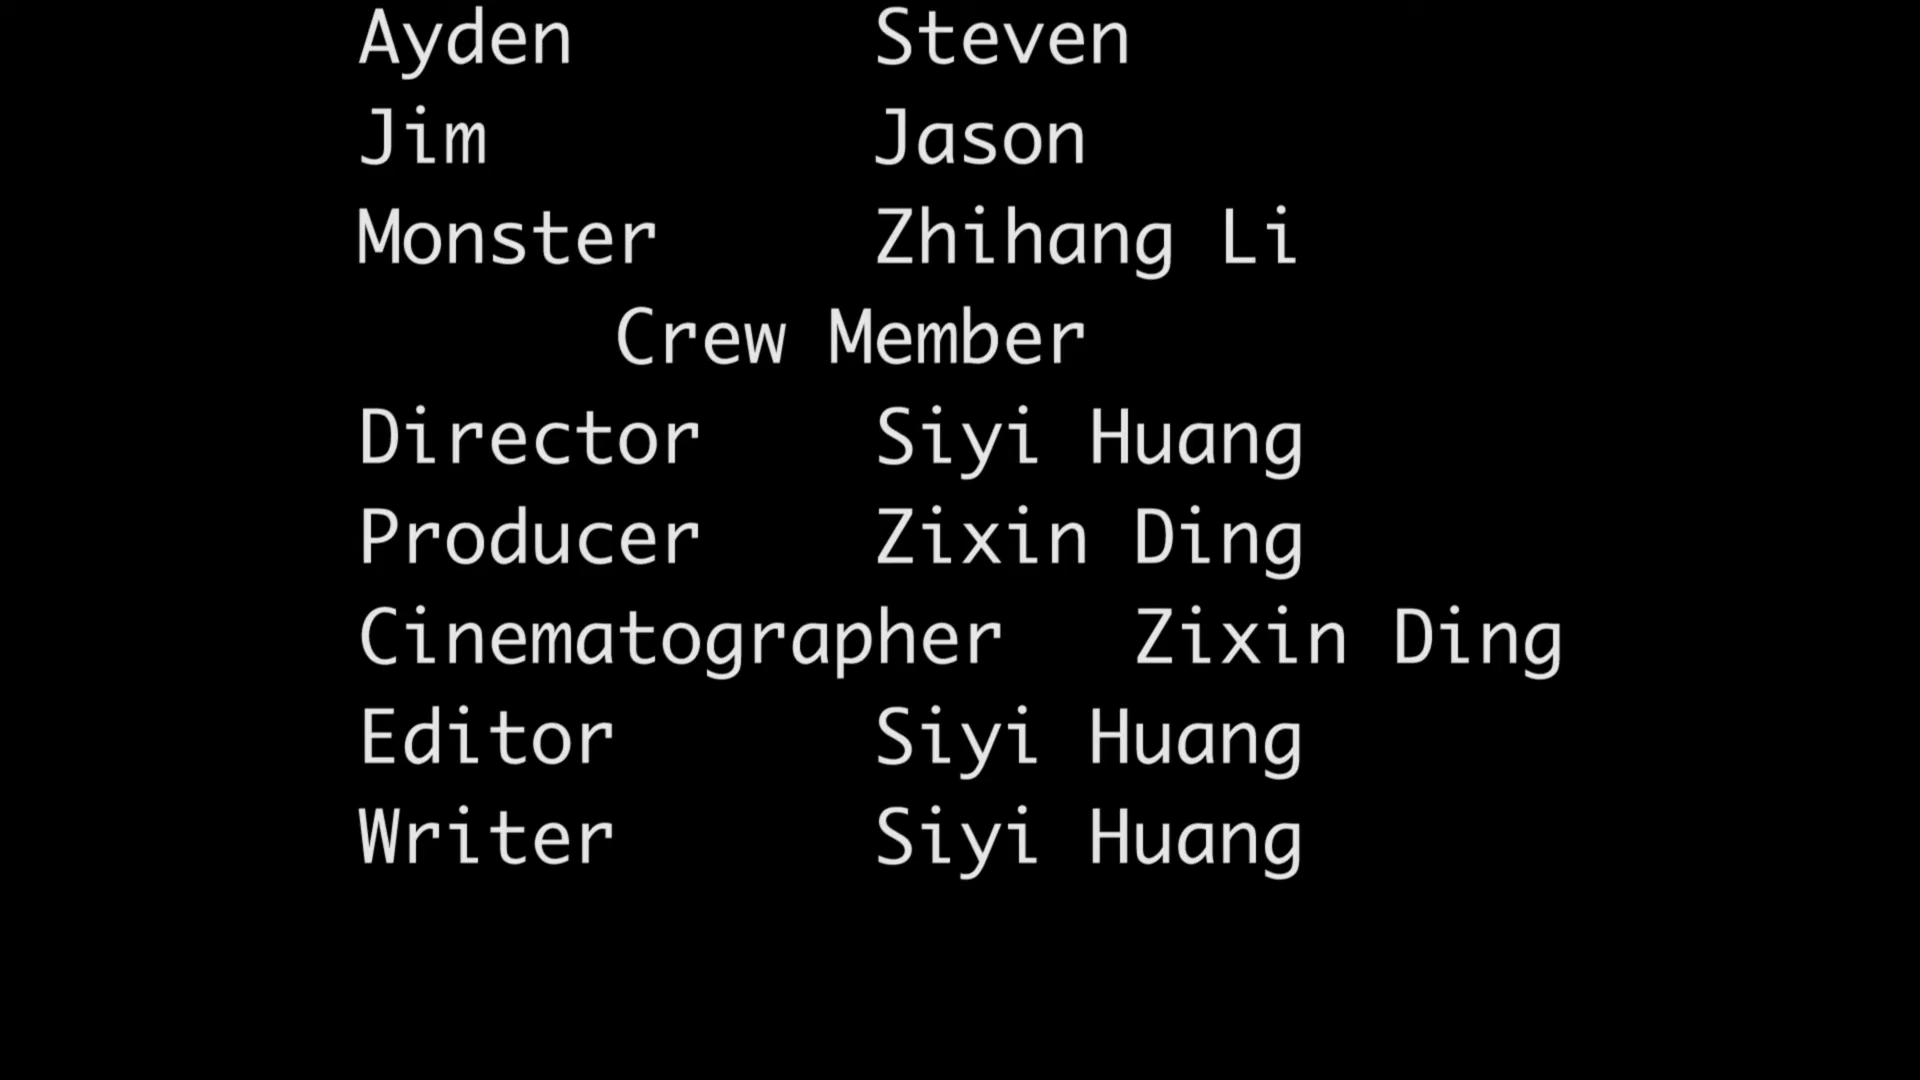 Ayden Steven
Jim Jason
Monster Zhihang Li
Crew Member
Director Siyi Huang
Producer Zixin Ding
Cinematographer Zixin Ding
Editor Siyi Huang
Writer Siyi Huang